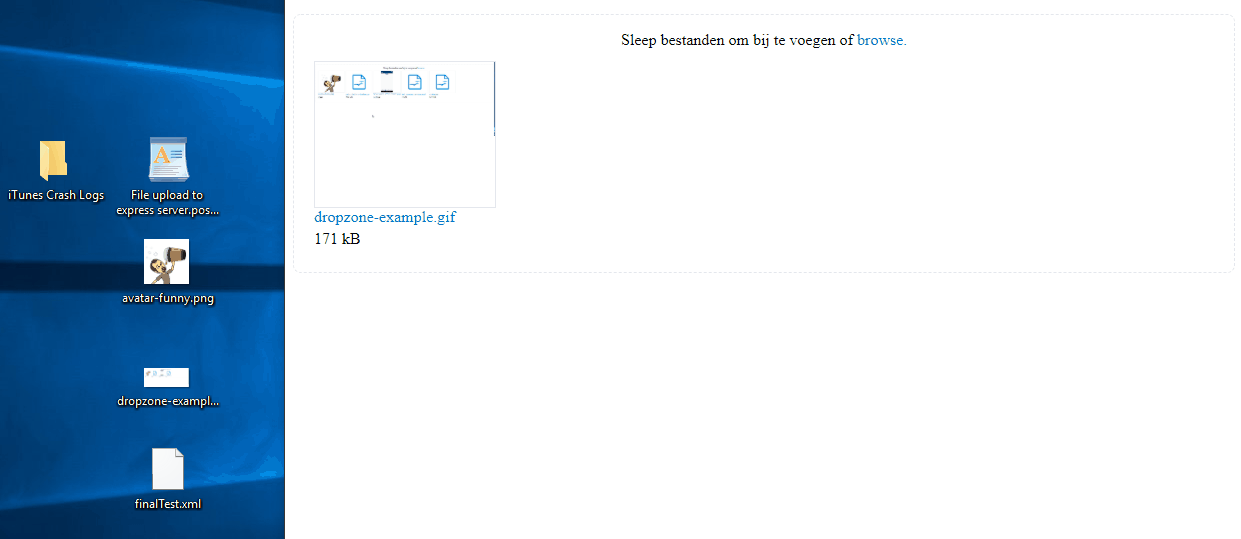 iTunes Crash Logs
File upload to
express server.pos...
avatar-funny.png
dropzone-exampl...
finalTest.xml
Sleep bestanden om bij te voegen of browse.
dropzone-example.gif
171 kB